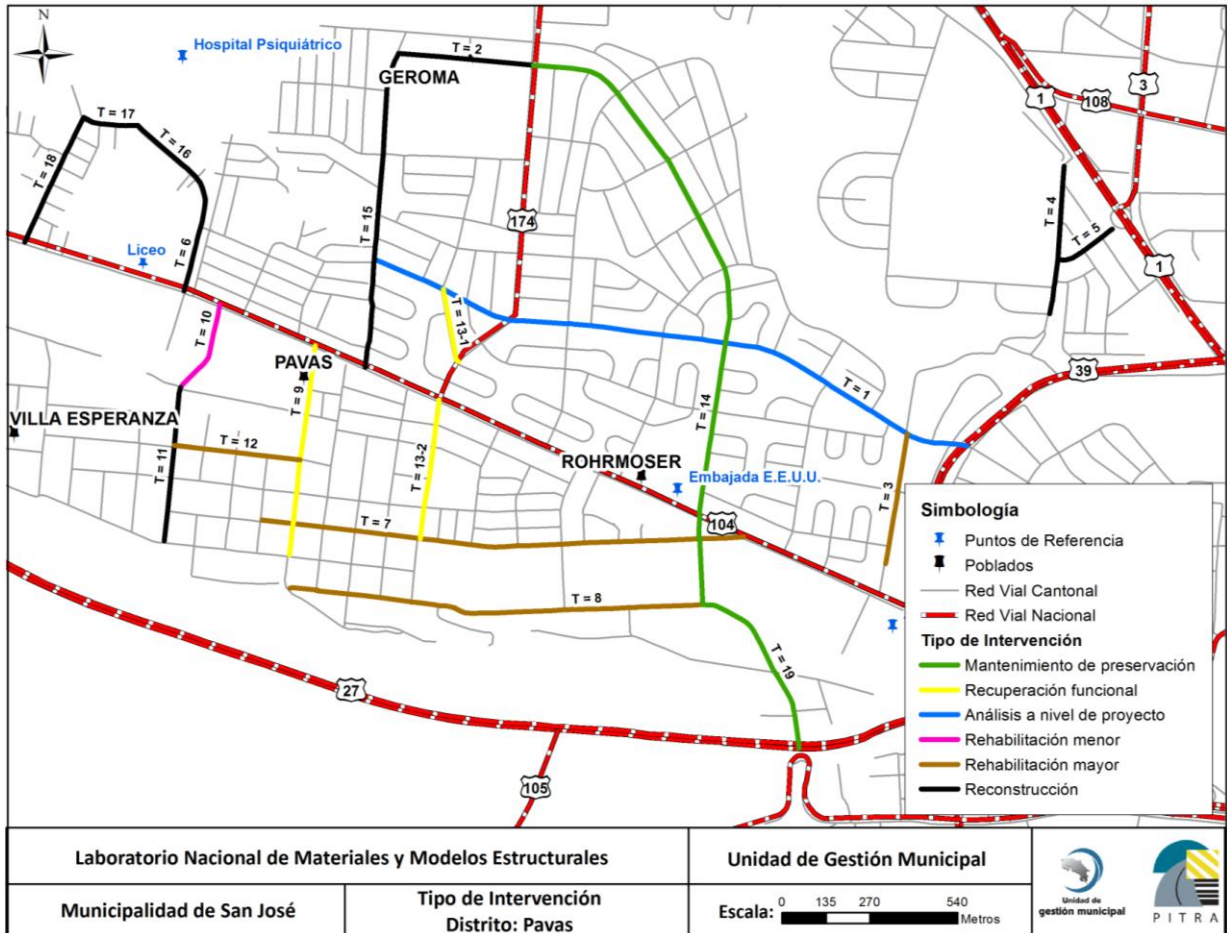 N
Hospital Psiquiátrico
GEROMA
T = 2
1
108
3
T = 17
T = 16
T = 18
T = 15
174
T = 4
T = 5
Liceo
T = 6
1
T = 10
T = 13-1
39
PAVAS
T = 9
T = 1
T = 14
VILLA ESPERANZA
T = 12
T = 11
T = 13-2
ROHRMOSER
Embajada E.E.U.U.
T = 3
104
T = 7
T = 8
T = 19
27
105
Simbología
Puntos de Referencia
Poblados
Red Vial Cantonal
Red Vial Nacional
Tipo de Intervención
Mantenimiento de preservación
Recuperación funcional
Análisis a nivel de proyecto
Rehabilitación menor
Rehabilitación mayor
Reconstrucción
Laboratorio Nacional de Materiales y Modelos Estructurales
Unidad de Gestión Municipal
Municipalidad de San José
Tipo de Intervención
Distrito: Pavas
Escala:
0 135 270 540
Metros
Unidad de
gestión municipal
PITRA